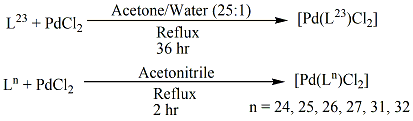 L²³ + PdCl₂ Acetone/Water (25:1) [Pd(L²³)Cl₂]
Reflux
36 hr
Lⁿ + PdCl₂ Acetonitrile [Pd(Lⁿ)Cl₂]
Reflux
2 hr n = 24, 25, 26, 27, 31, 32